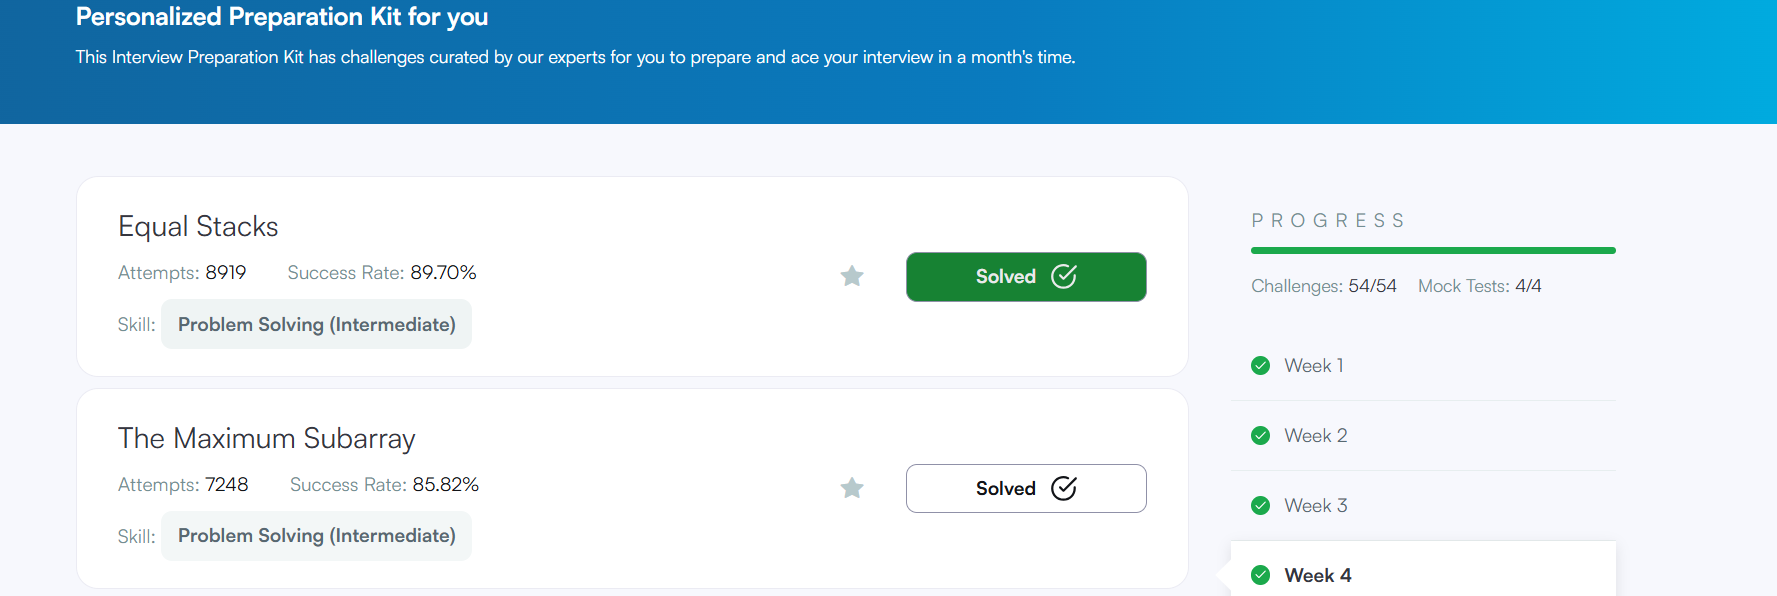 Personalized Preparation Kit for you
This Interview Preparation Kit has challenges curated by our experts for you to prepare and ace your interview in a month's time.
Equal Stacks
Attempts: 8919 Success Rate: 89.70%
Solved
Skill: Problem Solving (Intermediate)
The Maximum Subarray
Attempts: 7248 Success Rate: 85.82%
Solved
Skill: Problem Solving (Intermediate)
PROGRESS
Challenges: 54/54 Mock Tests: 4/4
Week 1
Week 2
Week 3
Week 4